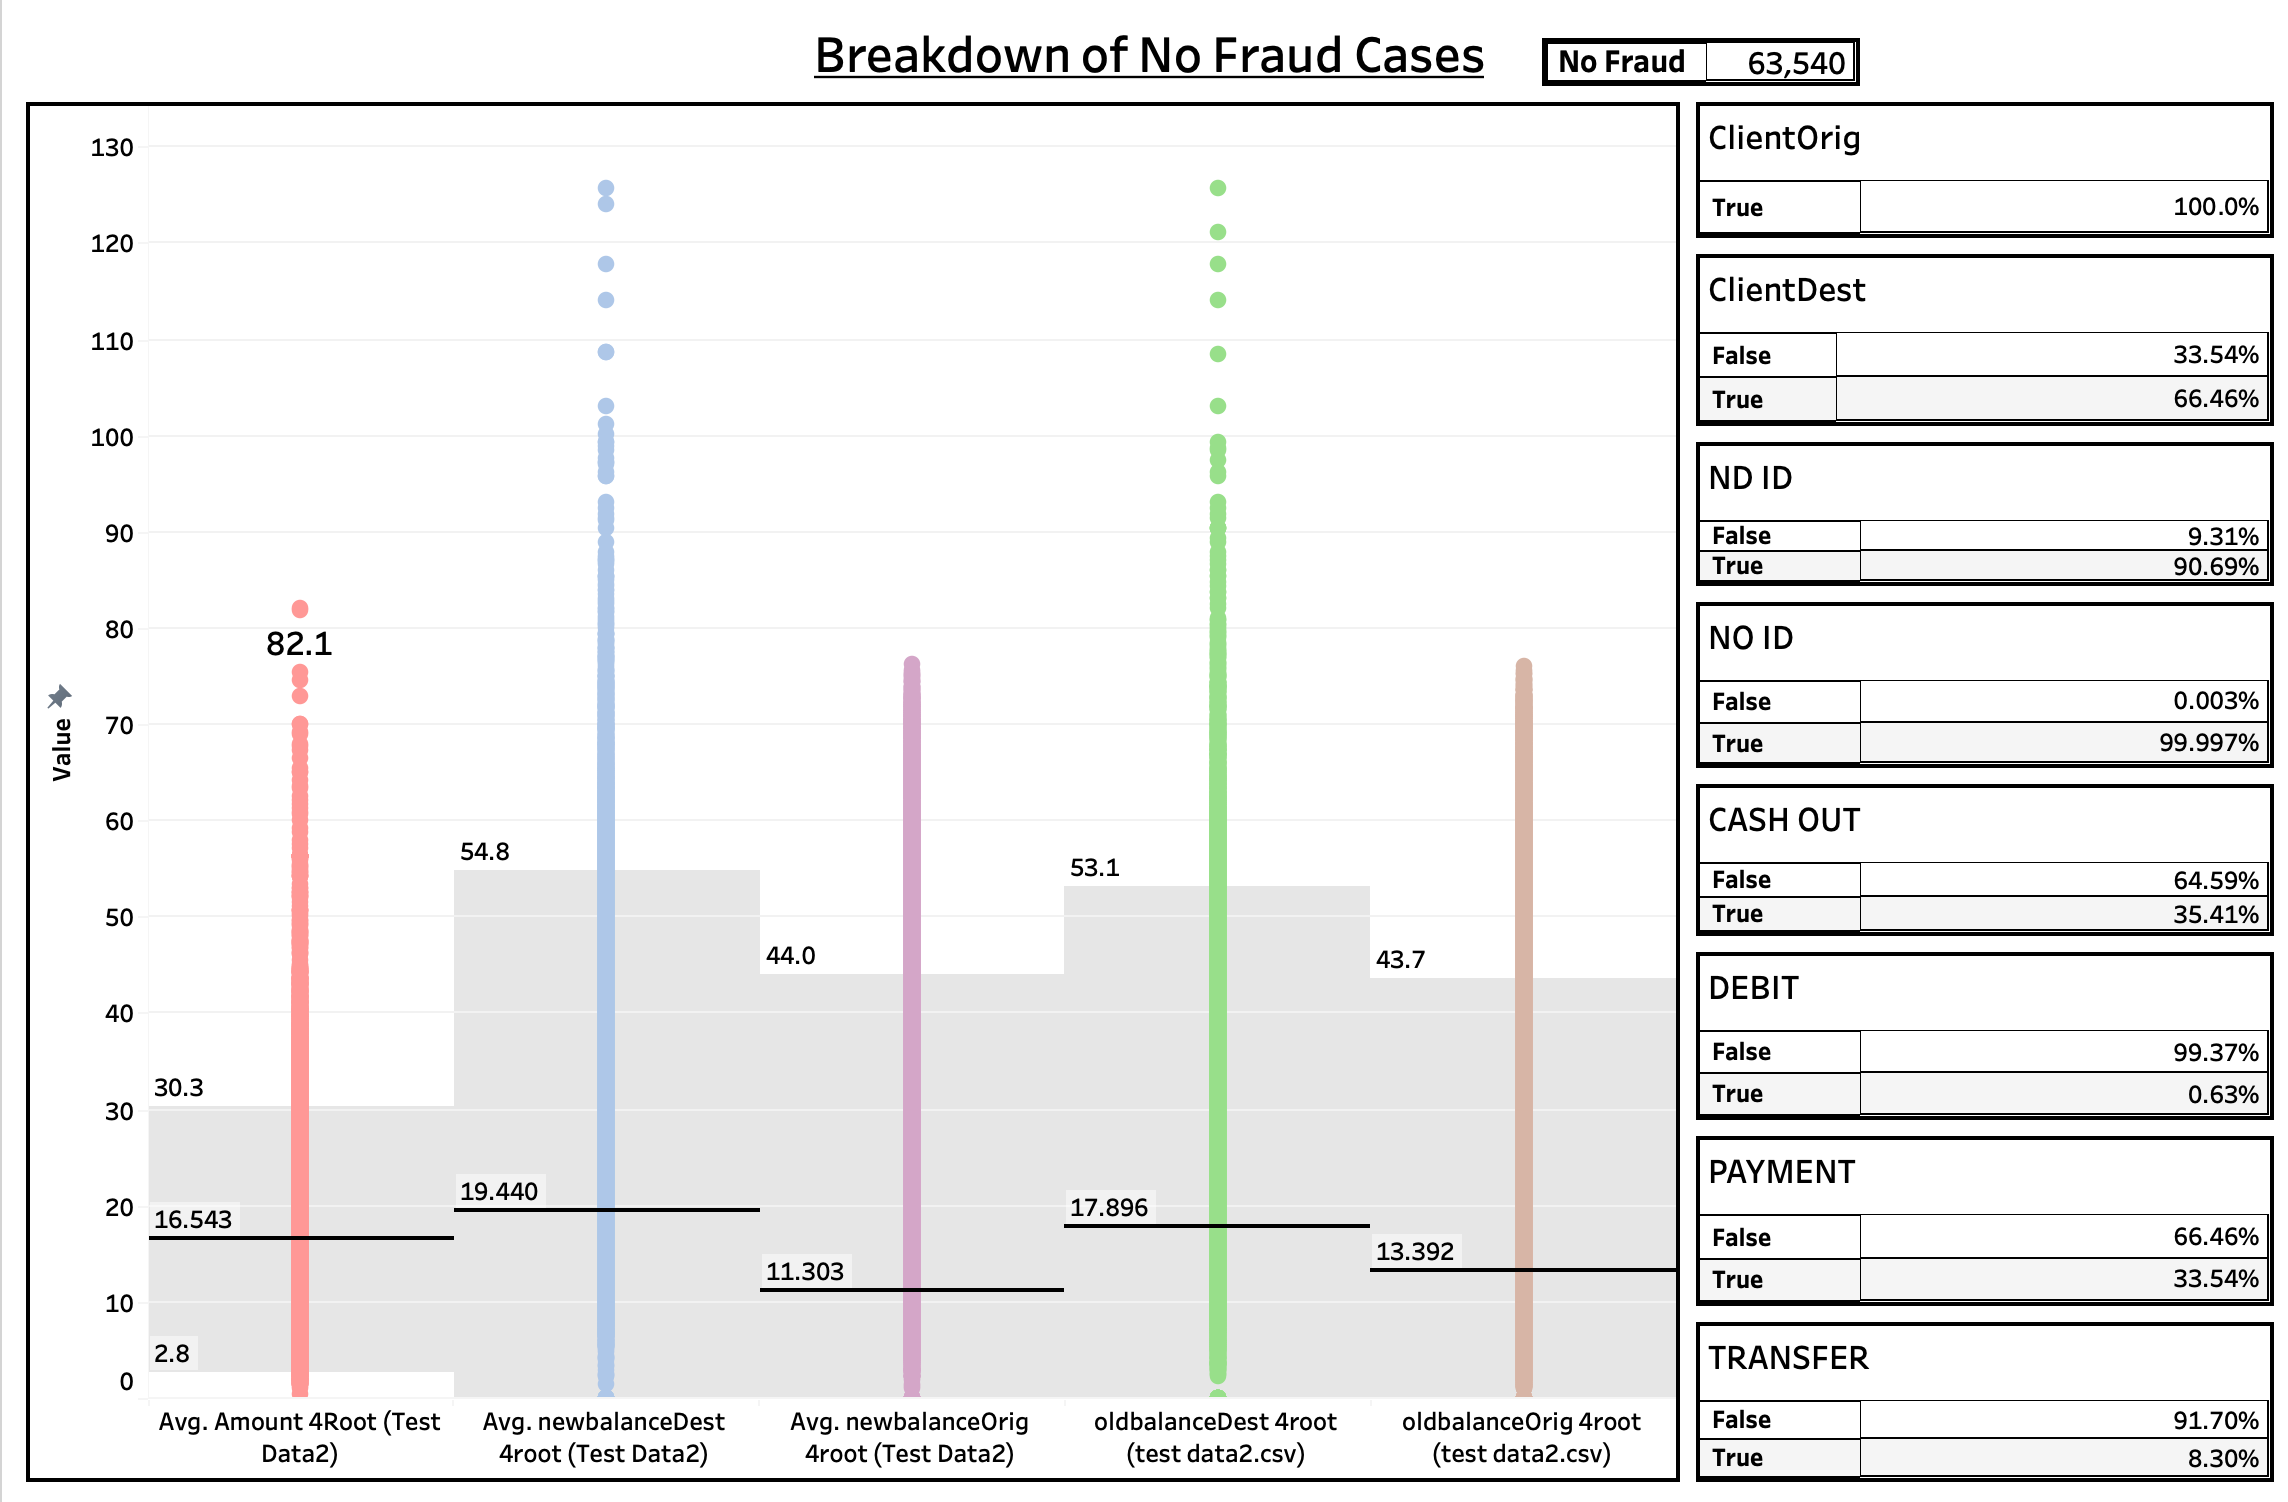 Breakdown of No Fraud Cases
No Fraud 63,540
130
120
110
100
90
80
70
60
50
40
30
20
10
0
Value
82.1
30.3
16.543
2.8
54.8
19.440
44.0
11.303
53.1
17.896
43.7
13.392
Avg. Amount 4Root (Test
Data2)
Avg. newbalanceDest
4root (Test Data2)
Avg. newbalanceOrig
4root (Test Data2)
oldbalanceDest 4root
(test data2.csv)
oldbalanceOrig 4root
(test data2.csv)
ClientOrig
True 100.0%
ClientDest
False 33.54%
True 66.46%
ND ID
False 9.31%
True 90.69%
NO ID
False 0.003%
True 99.997%
CASH OUT
False 64.59%
True 35.41%
DEBIT
False 99.37%
True 0.63%
PAYMENT
False 66.46%
True 33.54%
TRANSFER
False 91.70%
True 8.30%